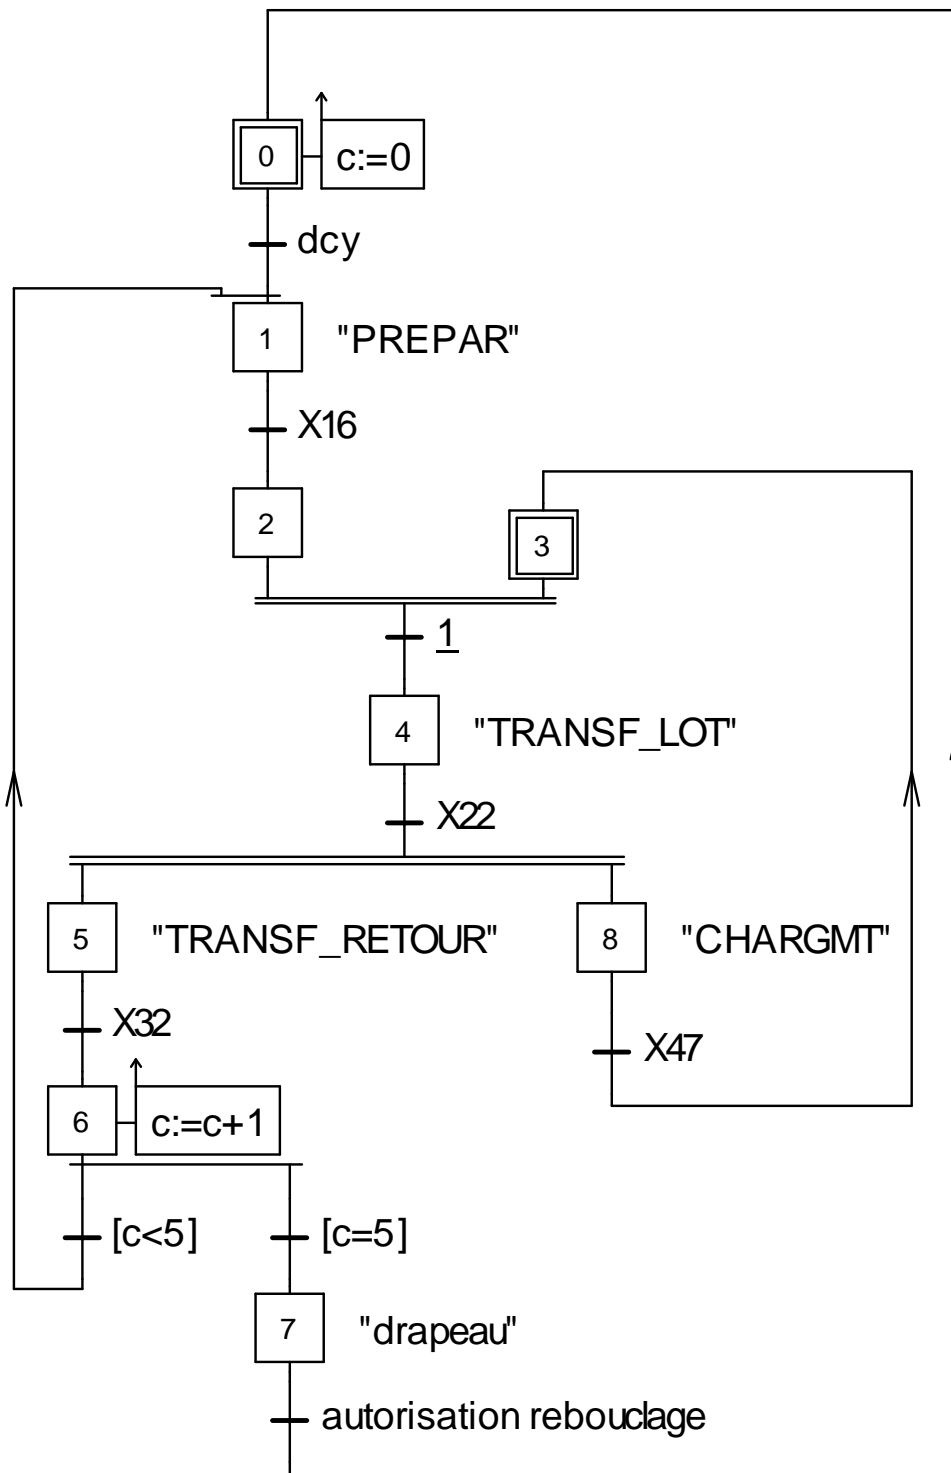 0
c:=0
dcy
1 "PREPAR"
X16
2
3
1
4 "TRANSF_LOT"
X22
5 "TRANSF_RETOUR"
8 "CHARGMT"
X32
X47
6
c:=c+1
[c<5]
[c=5]
7 "drapeau"
autorisation rebouclage